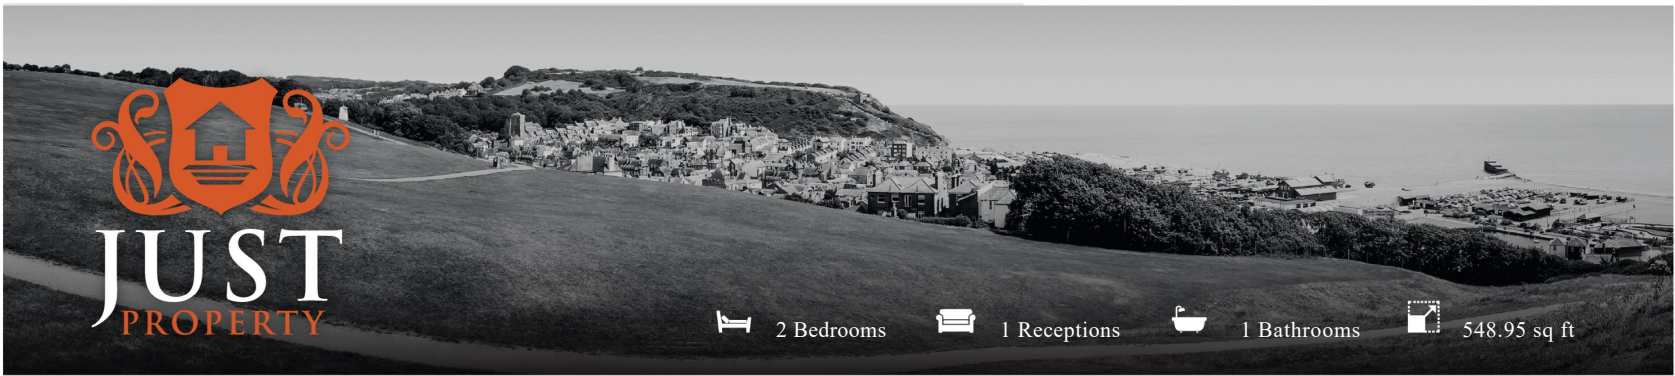 JUST
PROPERTY
2 Bedrooms 1 Receptions 1 Bathrooms 548.95 sq ft